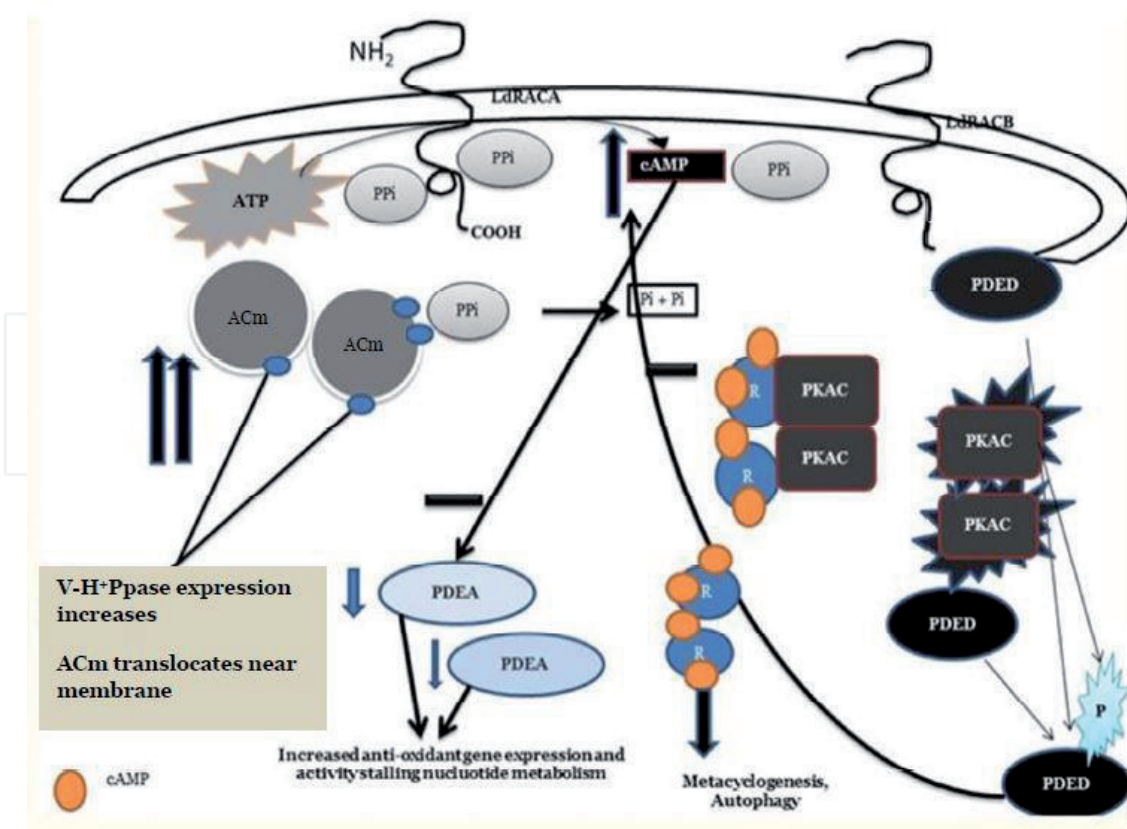 NH2
LdRACA
LdRACB
PPi
cAMP
PPi
PPi
ATP
COOH
PDED
ACm
PPi
Pi + Pi
ACm
R
PKAC
PKAC
PKAC
R
PKAC
V-H+Ppase expression
increases
PDEA
R
PDED
ACm translocates near
membrane
R
PDEA
P
Increased anti-oxidantgene expression and
activity stalling nucluotide metabolism
cAMP
Metacyclogenesis,
Autophagy
PDED